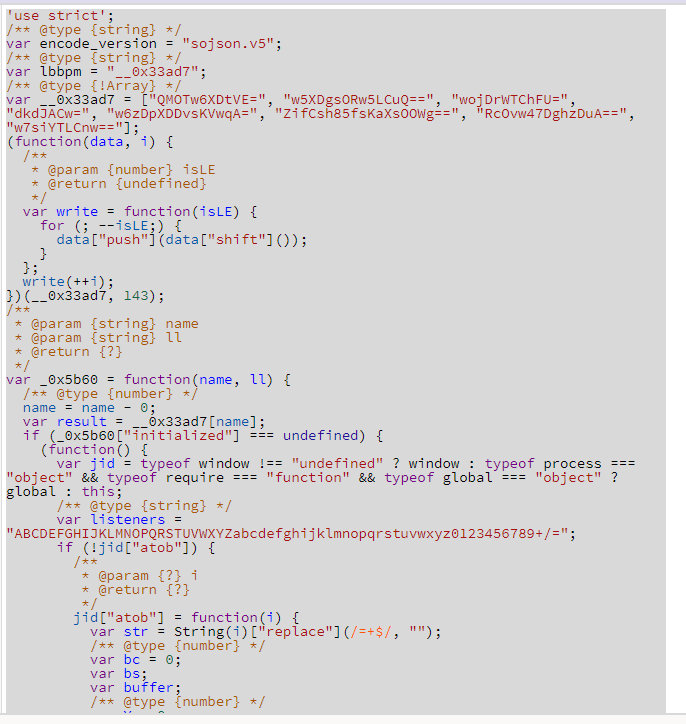 'use strict';
/** @type {string} */
var encode_version = "sojson.v5";
/** @type {string} */
var lbbpm = "__0x33ad7";
/** @type {!Array} */
var __0x33ad7 = ["QMOTw6XDtVE=", "w5XDgsORw5LCuQ==", "wojDrWTChFU=",
"dkdJACw=", "w6zDpXDDvsKVwqA=", "ZifCsh85fsKaXsOOWg==", "RcOvw47DghzDuA==",
"w7siYTLCnw=="];
(function(data, i) {
  /**
   * @param {number} isLE
   * @return {undefined}
   */
  var write = function(isLE) {
    for (; --isLE;) {
      data["push"](data["shift"]());
    }
  };
  write(++i);
})(__0x33ad7, 143);
/**
 * @param {string} name
 * @param {string} ll
 * @return {?}
 */
var _0x5b60 = function(name, ll) {
  /** @type {number} */
  name = name - 0;
  var result = __0x33ad7[name];
  if (_0x5b60["initialized"] === undefined) {
    (function() {
      var jid = typeof window !== "undefined" ? window : typeof process ===
"object" && typeof require === "function" && typeof global === "object" ?
global : this;
      /** @type {string} */
      var listeners =
"ABCDEFGHIJKLMNOPQRSTUVWXYZabcdefghijklmnopqrstuvwxyz0123456789+/=";
      if (!jid["atob"]) {
        /**
         * @param {?} i
         * @return {?}
         */
        jid["atob"] = function(i) {
          var str = String(i)["replace"](/=+$/, "");
          /** @type {number} */
          var bc = 0;
          var bs;
          var buffer;
          /** @type {number} */